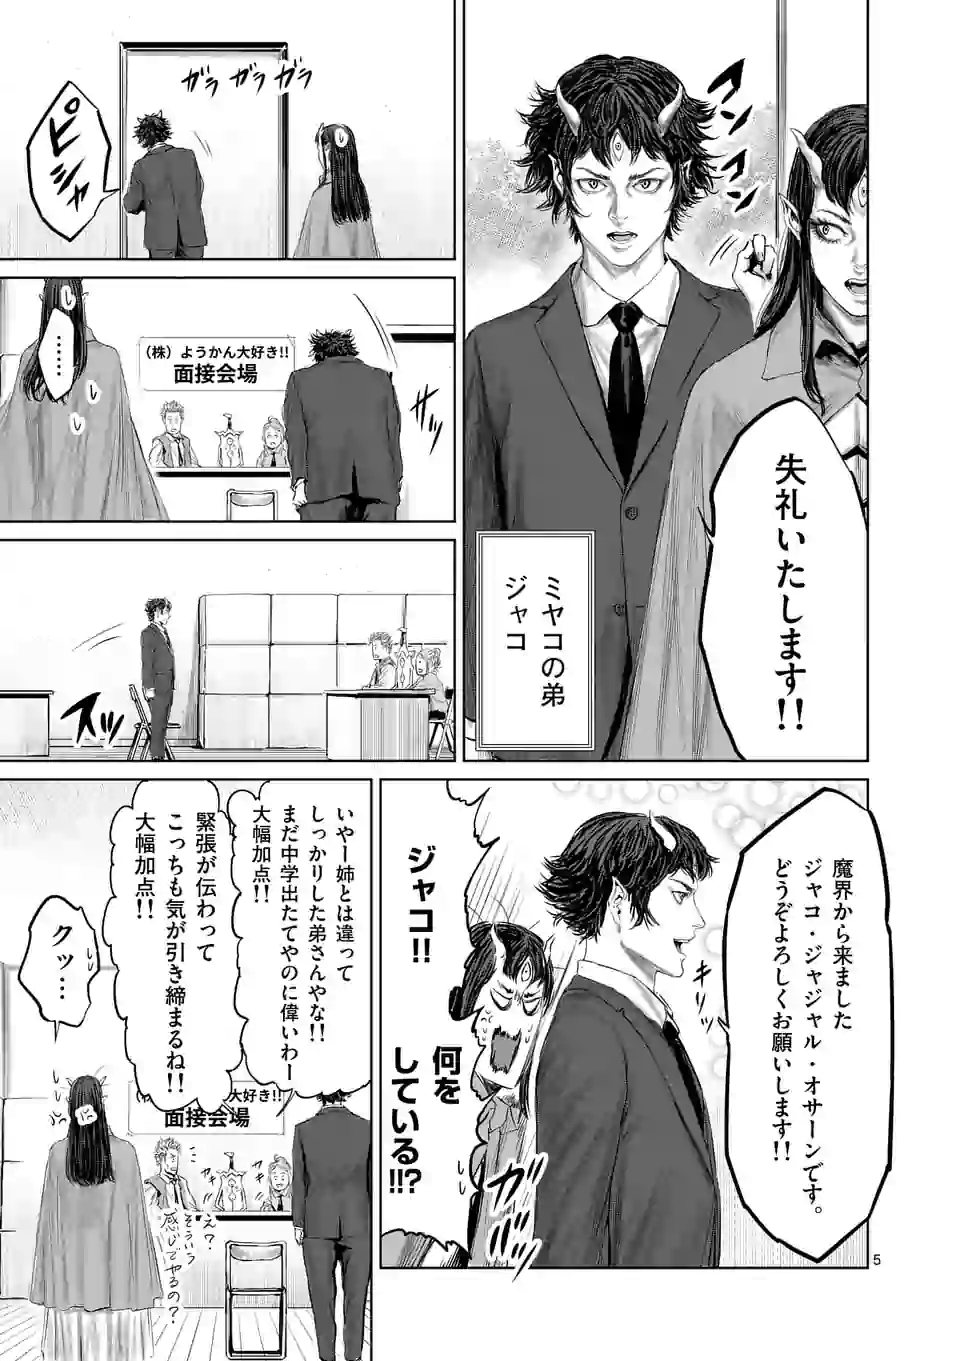 コン
コン
失礼いたします!!
ミヤコの弟
ジャコ
ガラガラガラ
ピシャ
……
(株)ようかん大好き!!
面接会場
ザッ
スッ
魔界から来ました
ジャコ・ジャジャル・オサーンです。
どうぞよろしくお願いします!!
キリッ
ジャコ!!
何を
している!!?
ガーン
いやー姉とは違って
しっかりした弟さんやな!!
まだ中学出たてやのに偉いわー
大幅加点!!
緊張が伝わって
こっちも気が引き締まるね!!
大幅加点!!
クッ…
大好き!!
面接会場
え?
そういう
感じでやるの?
5